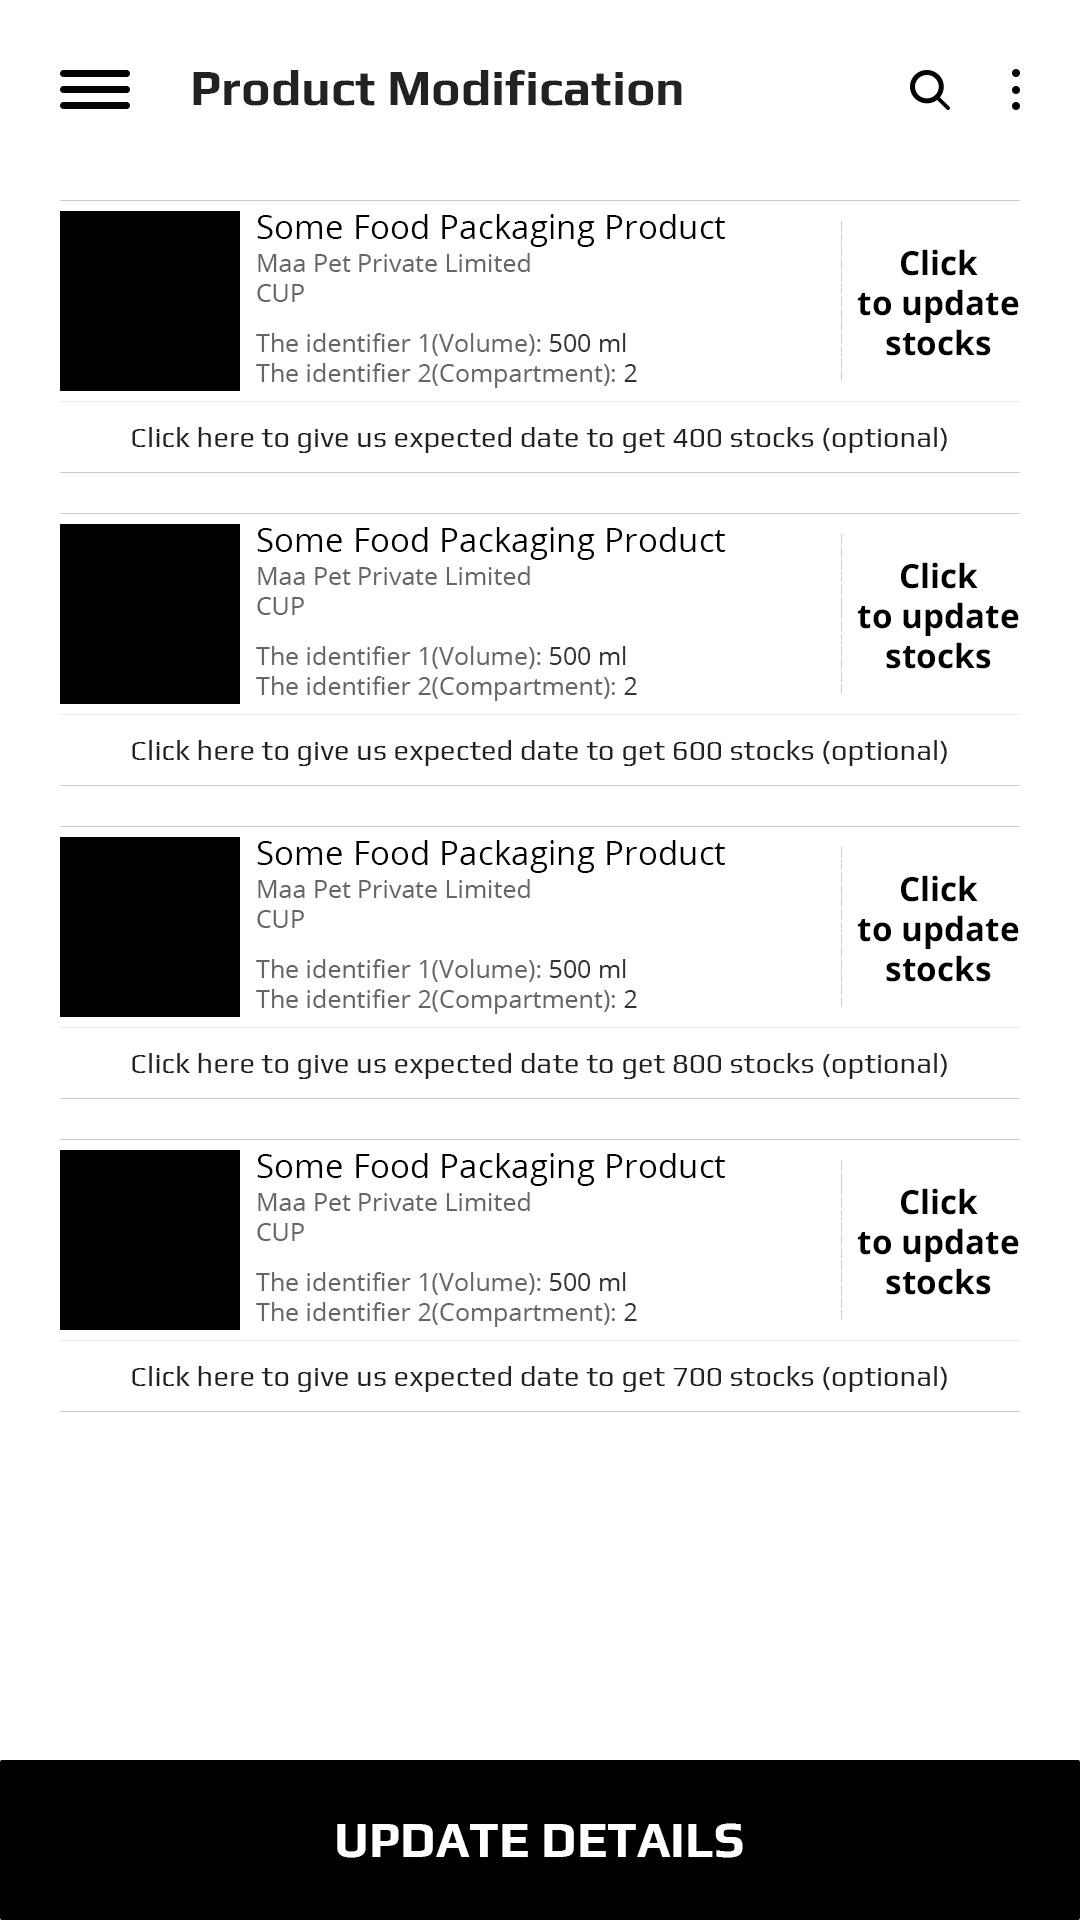 Product Modification
Some Food Packaging Product
Maa Pet Private Limited
CUP
The identifier 1(Volume): 500 ml
The identifier 2(Compartment): 2
Click
to update
stocks
Click here to give us expected date to get 400 stocks (optional)
Some Food Packaging Product
Maa Pet Private Limited
CUP
The identifier 1(Volume): 500 ml
The identifier 2(Compartment): 2
Click
to update
stocks
Click here to give us expected date to get 600 stocks (optional)
Some Food Packaging Product
Maa Pet Private Limited
CUP
The identifier 1(Volume): 500 ml
The identifier 2(Compartment): 2
Click
to update
stocks
Click here to give us expected date to get 800 stocks (optional)
Some Food Packaging Product
Maa Pet Private Limited
CUP
The identifier 1(Volume): 500 ml
The identifier 2(Compartment): 2
Click
to update
stocks
Click here to give us expected date to get 700 stocks (optional)
UPDATE DETAILS